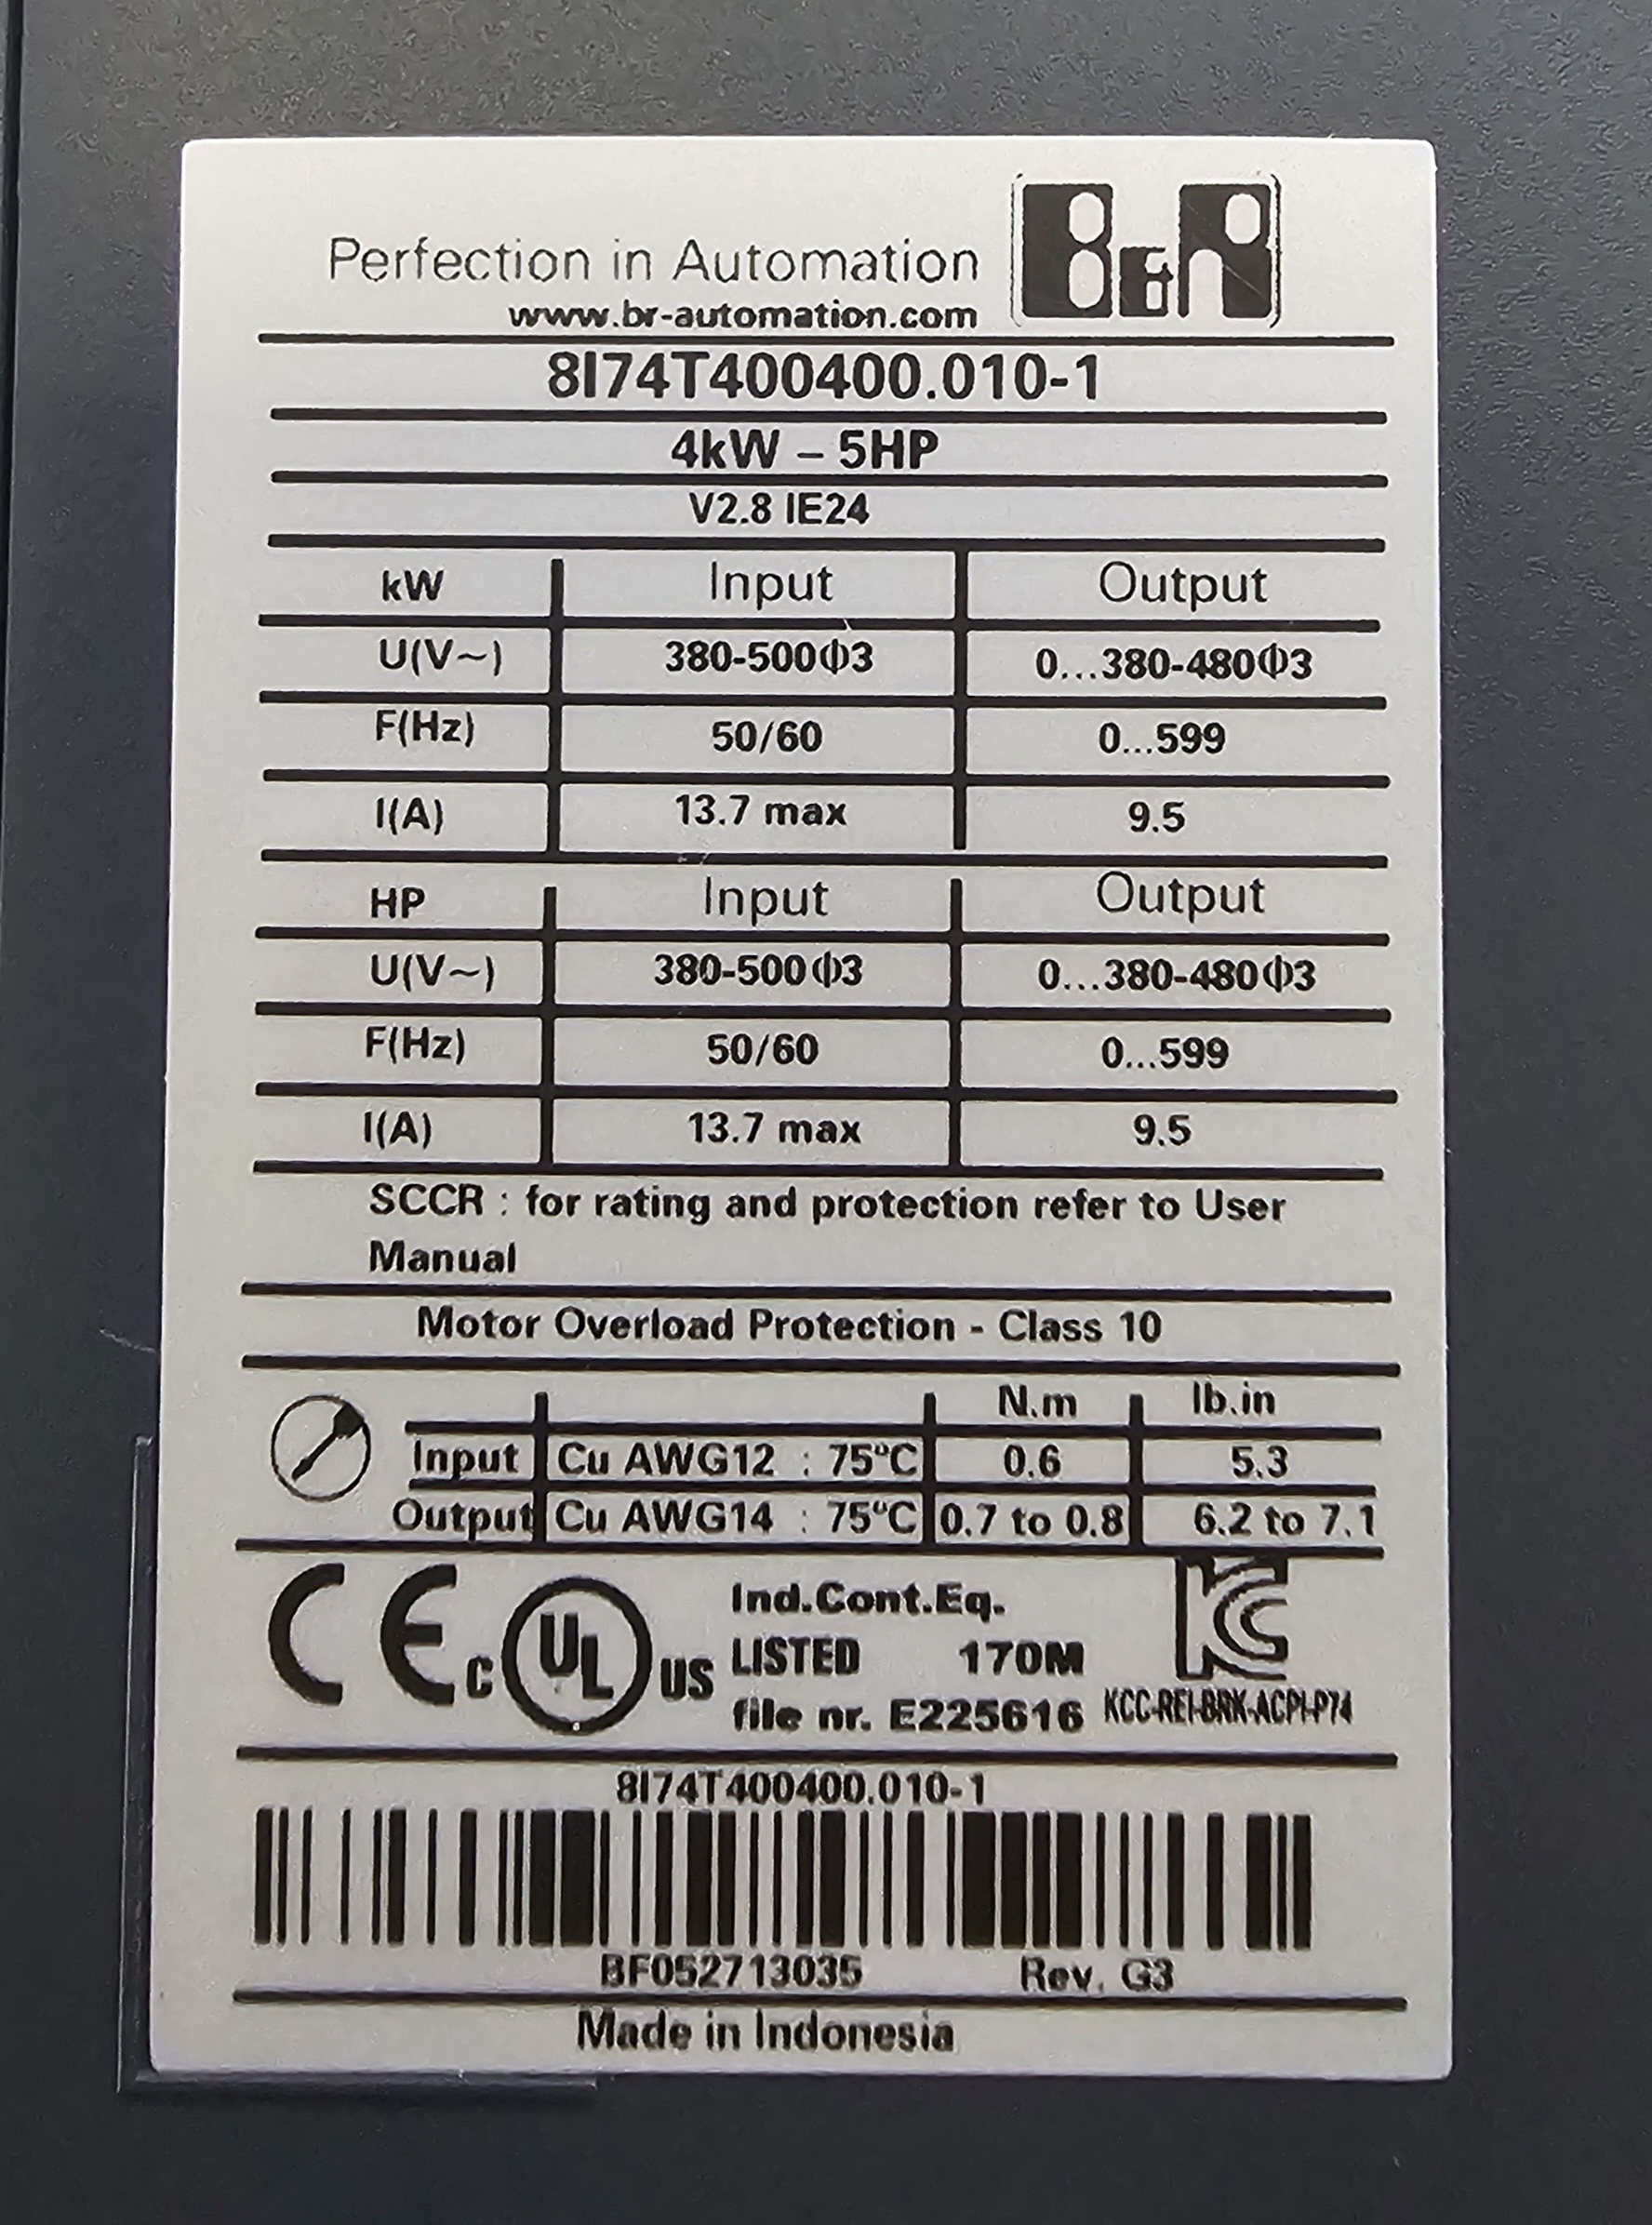 Perfection in Automation B&R
www.br-automation.com
8I74T400400.010-1
4kW – 5HP
V2.8 IE24
kW Input Output
U(V~) 380-500Φ3 0...380-480Φ3
F(Hz) 50/60 0...599
I(A) 13.7 max 9.5
HP Input Output
U(V~) 380-500Φ3 0...380-480Φ3
F(Hz) 50/60 0...599
I(A) 13.7 max 9.5
SCCR : for rating and protection refer to User
Manual
Motor Overload Protection - Class 10
N.m lb.in
Input Cu AWG12 : 75ºC 0.6 5.3
Output Cu AWG14 : 75ºC 0.7 to 0.8 6.2 to 7.1
CE c UL US Ind.Cont.Eq. KC
LISTED 170M
file nr. E225616 KCC-REI-BRK-ACPI-P74
8I74T400400.010-1
BF052713035 Rev. G3
Made in Indonesia